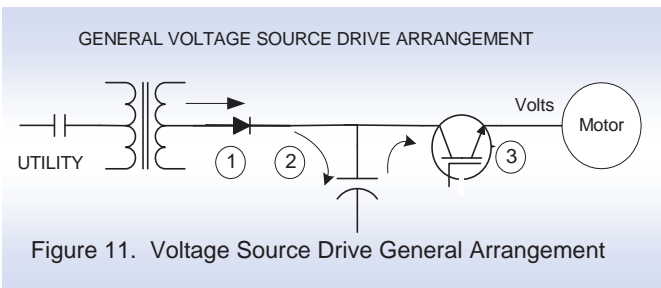 GENERAL VOLTAGE SOURCE DRIVE ARRANGEMENT
Volts
Motor
UTILITY
1
2
3
Figure 11. Voltage Source Drive General Arrangement